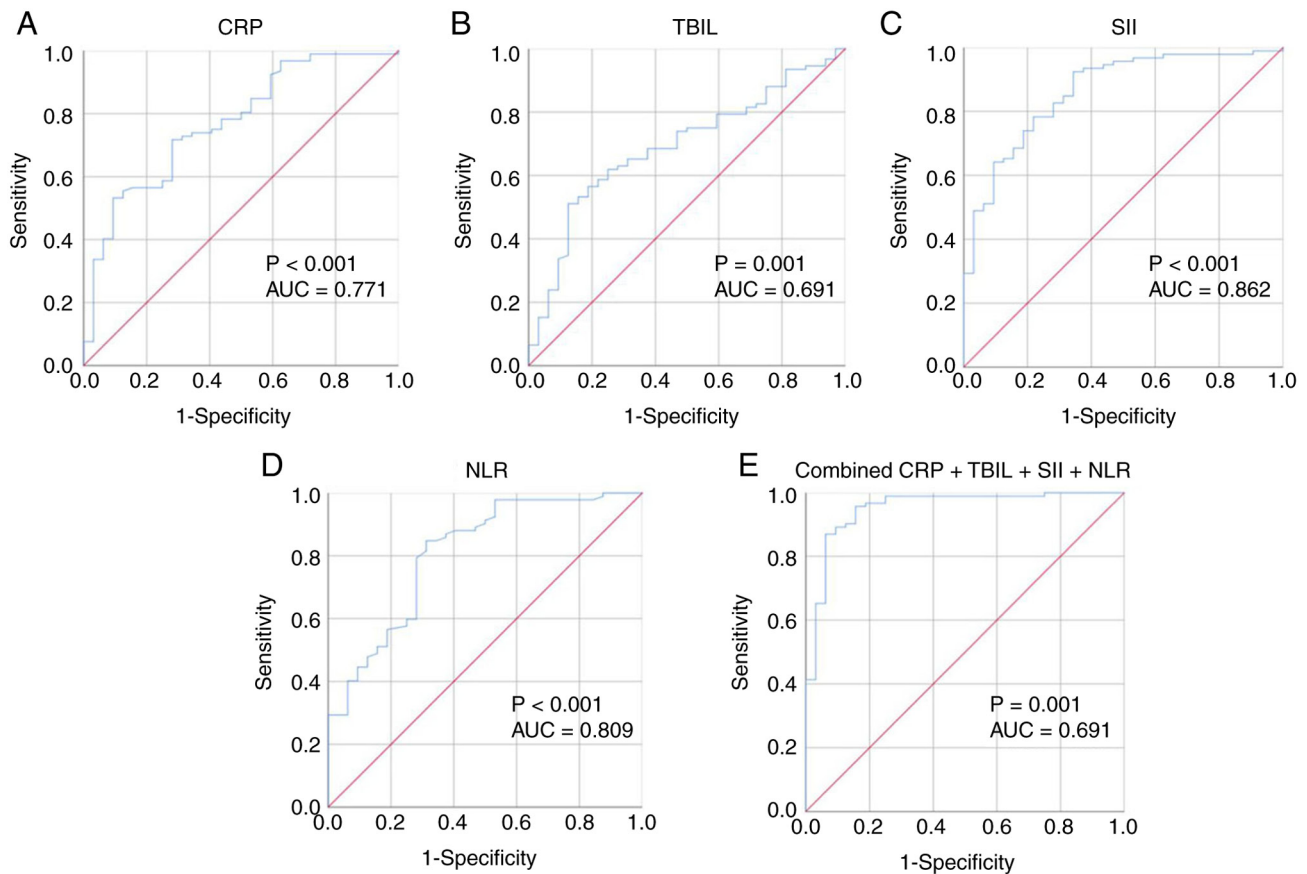 A
CRP
1.0
0.8
0.6
0.4
0.2
0.0
Sensitivity
P < 0.001
AUC = 0.771
0.0 0.2 0.4 0.6 0.8 1.0
1-Specificity
B
TBIL
1.0
0.8
0.6
0.4
0.2
0.0
Sensitivity
P = 0.001
AUC = 0.691
0.0 0.2 0.4 0.6 0.8 1.0
1-Specificity
C
SII
1.0
0.8
0.6
0.4
0.2
0.0
Sensitivity
P < 0.001
AUC = 0.862
0.0 0.2 0.4 0.6 0.8 1.0
1-Specificity
D
NLR
1.0
0.8
0.6
0.4
0.2
0.0
Sensitivity
P < 0.001
AUC = 0.809
0.0 0.2 0.4 0.6 0.8 1.0
1-Specificity
E
Combined CRP + TBIL + SII + NLR
1.0
0.8
0.6
0.4
0.2
0.0
Sensitivity
P = 0.001
AUC = 0.691
0.0 0.2 0.4 0.6 0.8 1.0
1-Specificity